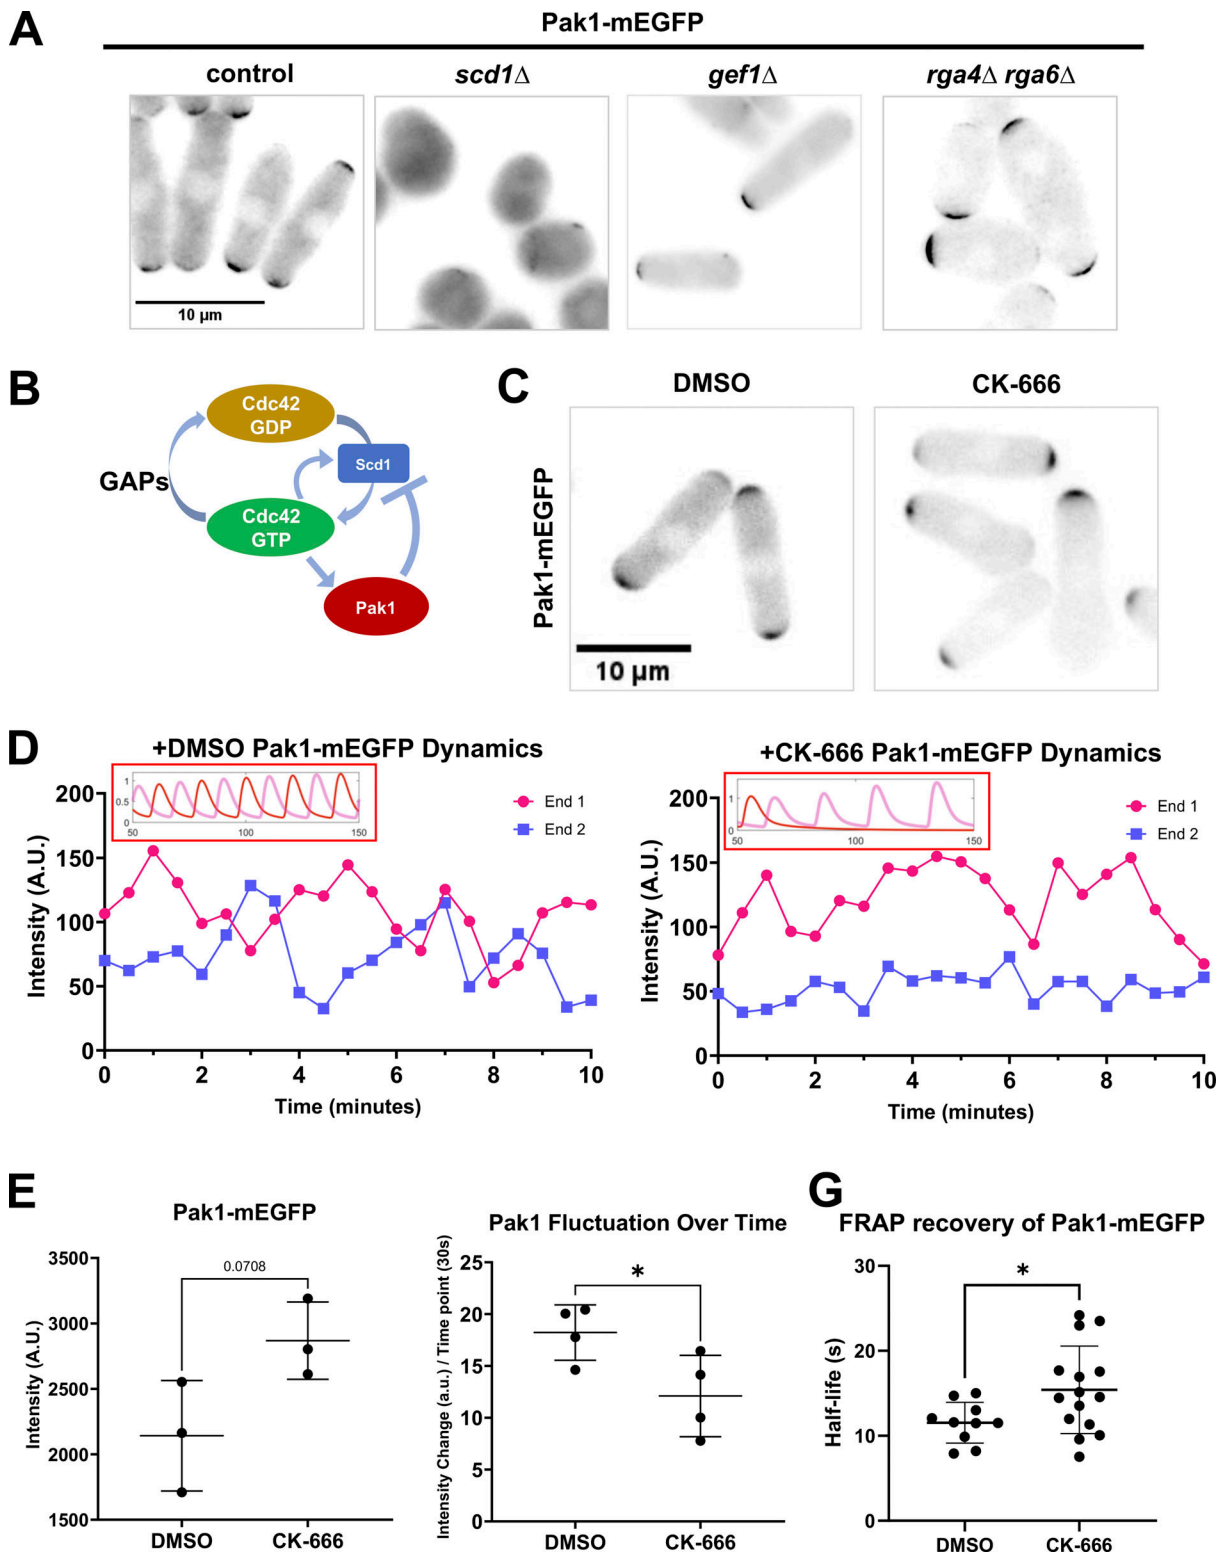 A
Pak1-mEGFP
control
scd1Δ
gef1Δ
rga4Δ rga6Δ
10 µm
B
Cdc42
GDP
GAPs
Scd1
Cdc42
GTP
Pak1
C
DMSO
CK-666
Pak1-mEGFP
10 µm
D
+DMSO Pak1-mEGFP Dynamics
1
0.5
0
50
100
150
End 1
End 2
200
150
100
50
0
0
2
4
6
8
10
Intensity (A.U.)
Time (minutes)
+CK-666 Pak1-mEGFP Dynamics
1
0
50
100
150
End 1
End 2
200
150
100
50
0
0
2
4
6
8
10
Intensity (A.U.)
Time (minutes)
E
Pak1-mEGFP
0.0708
3500
3000
2500
2000
1500
Intensity (A.U.)
DMSO
CK-666
Pak1 Fluctuation Over Time
*
25
20
15
10
5
0
Intensity Change (a.u.) / Time point (30s)
DMSO
CK-666
G
FRAP recovery of Pak1-mEGFP
*
30
20
10
0
Half-life (s)
DMSO
CK-666